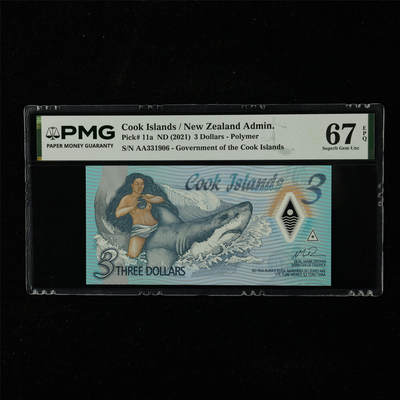 PMG
PAPER MONEY GUARANTY
Cook Islands / New Zealand Admin.
Pick# 11a ND (2021) 3 Dollars - Polymer
S/N AA331906 - Government of the Cook Islands
67 EPQ
Superb Gem Unc
Cook Islands 3
3 THREE DOLLARS